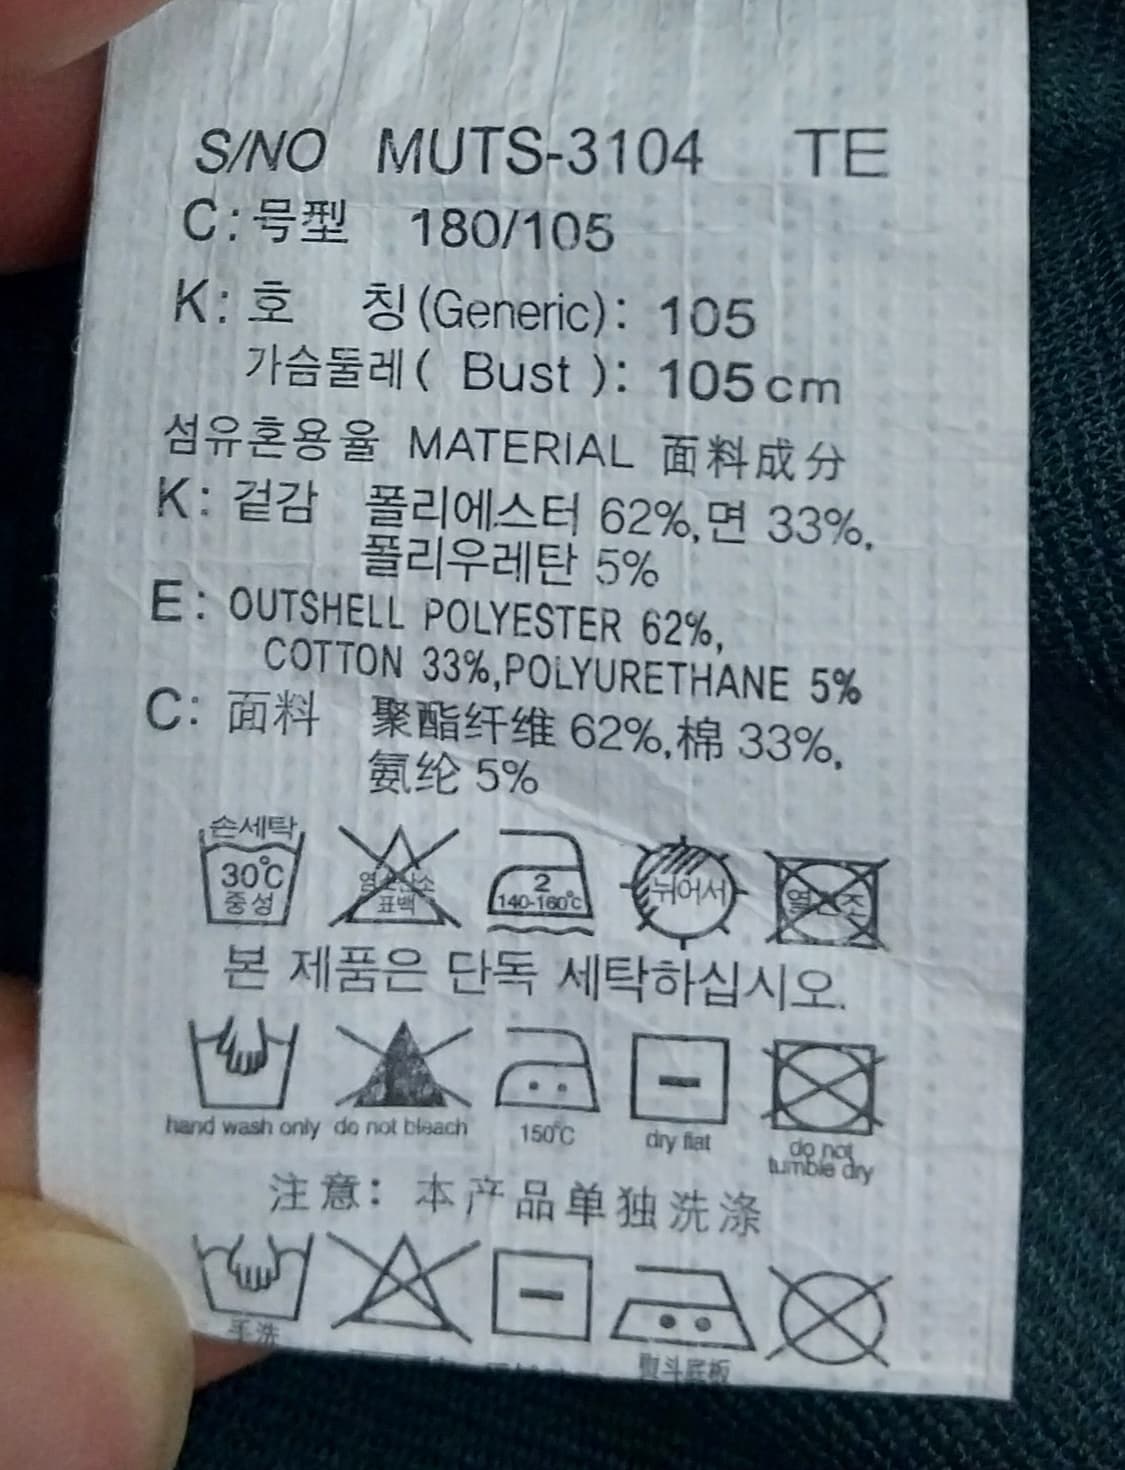 S/NO MUTS-3104 TE
C: 号型 180/105
K: 호 칭 (Generic): 105
가슴둘레 ( Bust ): 105cm
섬유혼용율 MATERIAL 面料成分
K: 겉감 폴리에스터 62%, 면 33%,
폴리우레탄 5%
E: OUTSHELL POLYESTER 62%,
COTTON 33%, POLYURETHANE 5%
C: 面料 聚酯纤维 62%, 棉 33%,
氨纶 5%
손세탁
30℃
중성
표백
2
140-160℃
뉘어서
본 제품은 단독 세탁하십시오.
hand wash only do not bleach 150℃ dry flat do not
tumble dry
注意: 本产品单独洗涤
手洗
熨斗底板